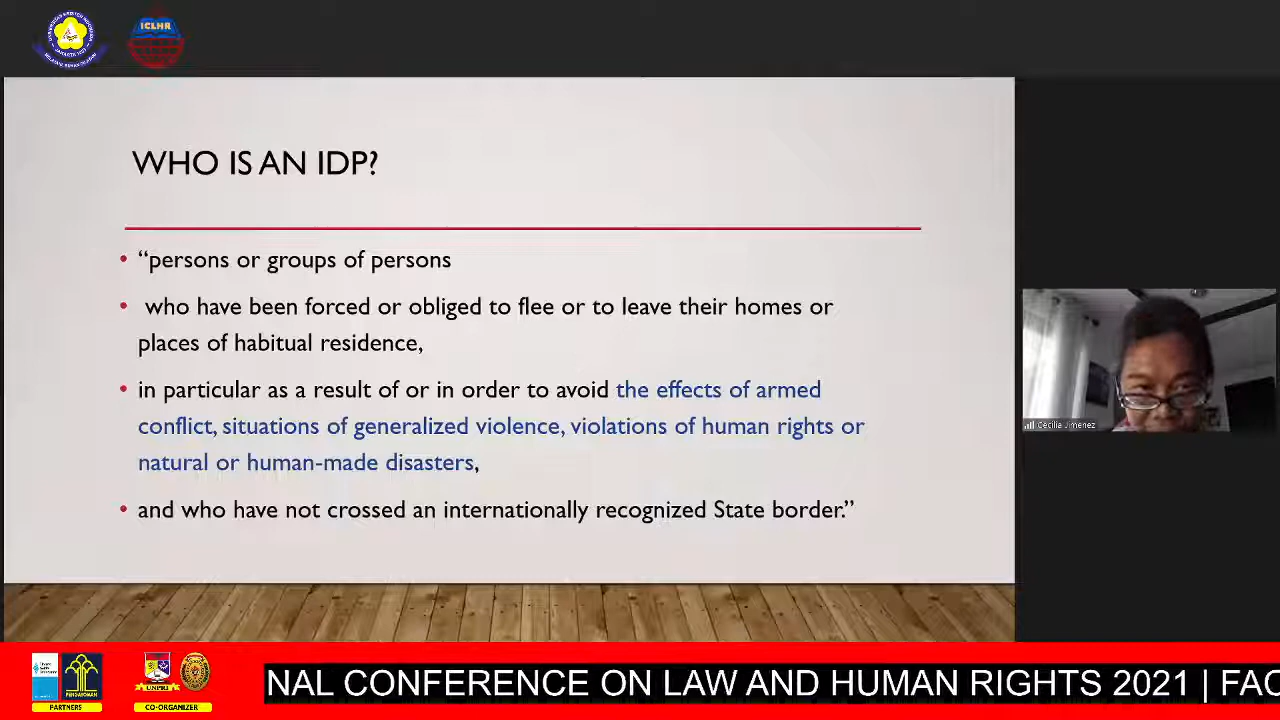 ICLHR
WHO IS AN IDP?
• “persons or groups of persons
• who have been forced or obliged to flee or to leave their homes or
places of habitual residence,
• in particular as a result of or in order to avoid the effects of armed
conflict, situations of generalized violence, violations of human rights or
natural or human-made disasters,
• and who have not crossed an internationally recognized State border.”
Cecilia Jimenez
PENGAYOMAN
UNPRI
PARTNERS
CO-ORGANIZER
NAL CONFERENCE ON LAW AND HUMAN RIGHTS 2021 | FAC